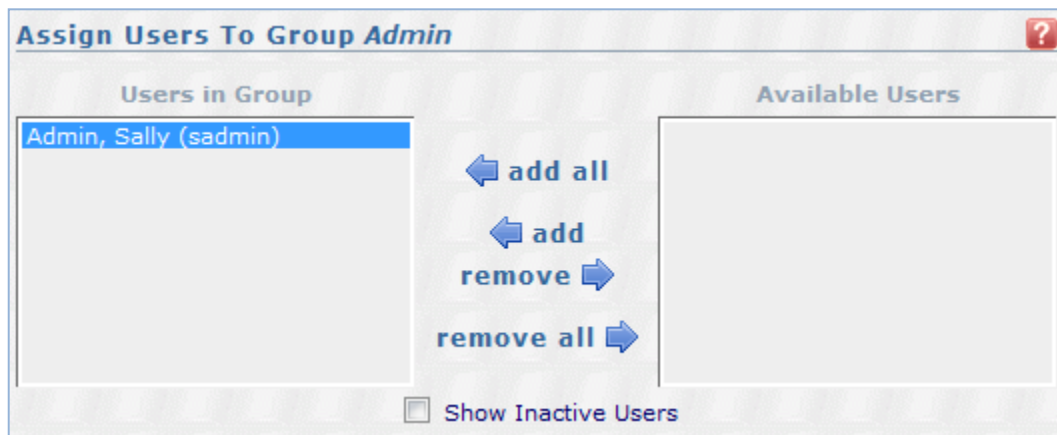 Assign Users To Group Admin
?
Users in Group
Available Users
Admin, Sally (sadmin)
add all
add
remove
remove all
Show Inactive Users